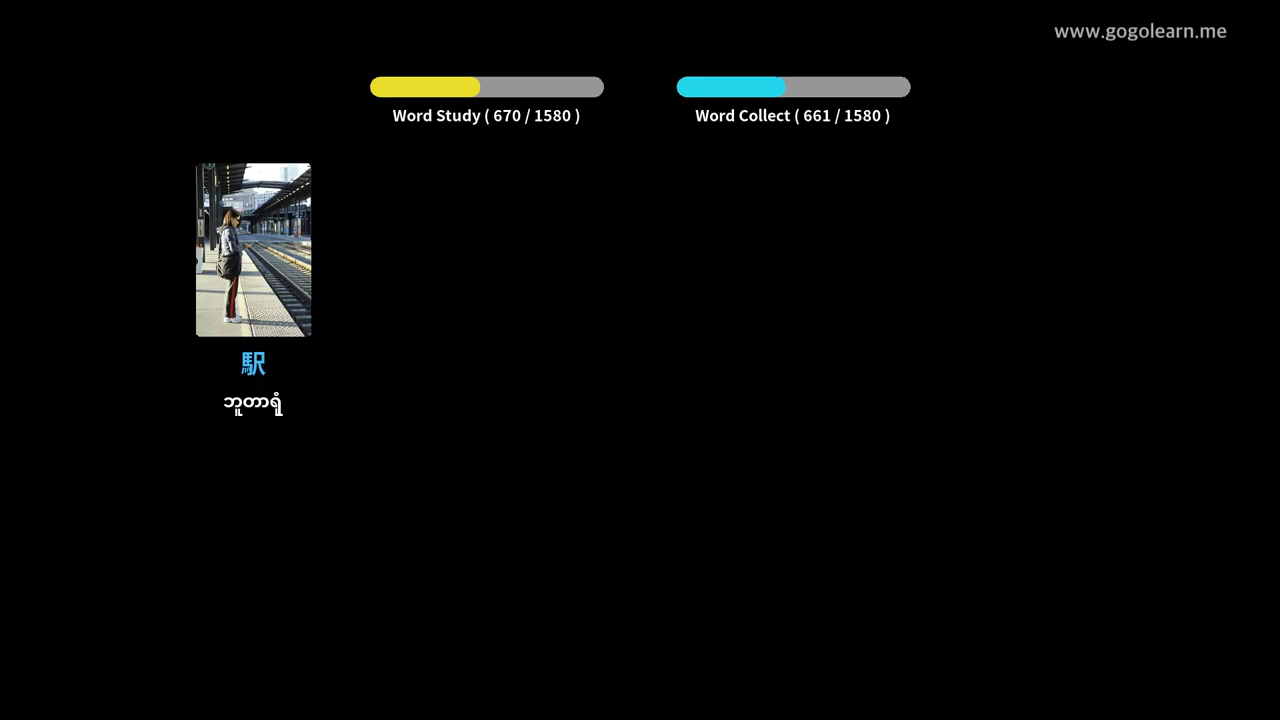 www.gogolearn.me
Word Study ( 670 / 1580 )
Word Collect ( 661 / 1580 )
駅
ဘူတာရုံ